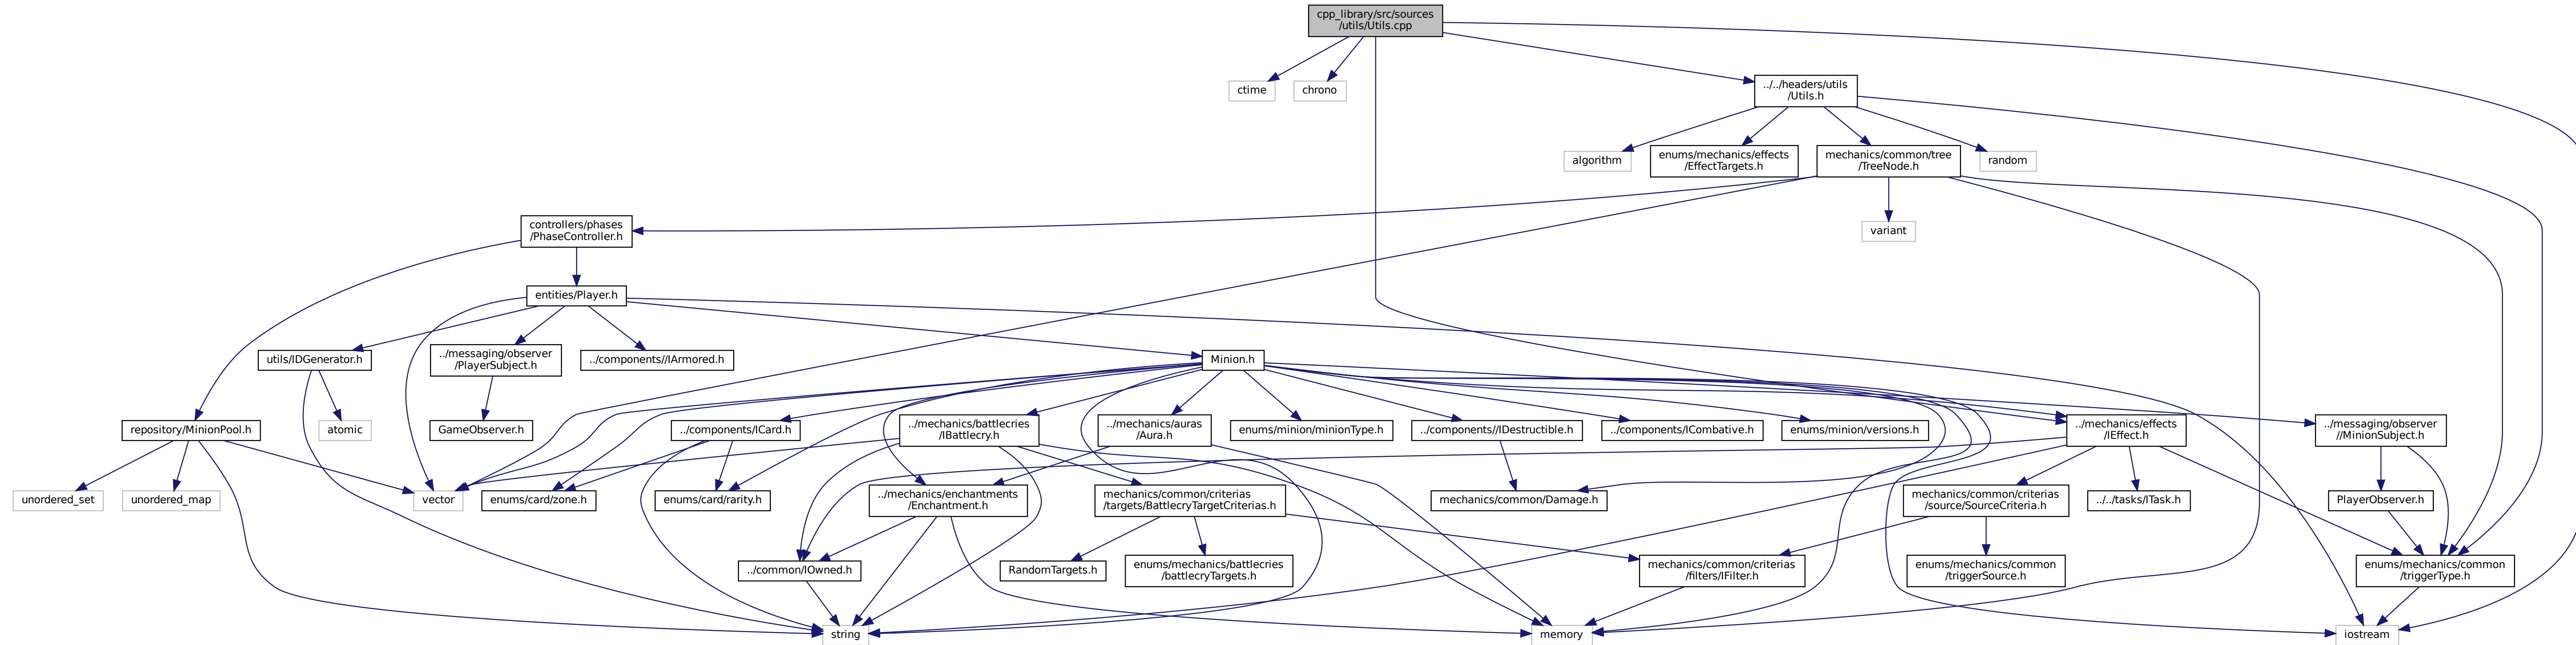 cpp_library/src/sources
/utils/Utils.cpp
ctime
chrono
../../headers/utils
/Utils.h
algorithm
enums/mechanics/effects
/EffectTargets.h
mechanics/common/tree
/TreeNode.h
random
controllers/phases
/PhaseController.h
variant
entities/Player.h
utils/IDGenerator.h
../messaging/observer
/PlayerSubject.h
../components//IArmored.h
Minion.h
repository/MinionPool.h
atomic
GameObserver.h
../components/ICard.h
../mechanics/battlecries
/IBattlecry.h
../mechanics/auras
/Aura.h
enums/minion/minionType.h
../components//IDestructible.h
../components/ICombative.h
enums/minion/versions.h
../mechanics/effects
/IEffect.h
../messaging/observer
//MinionSubject.h
unordered_set
unordered_map
vector
enums/card/zone.h
enums/card/rarity.h
../mechanics/enchantments
/Enchantment.h
mechanics/common/criterias
/targets/BattlecryTargetCriterias.h
mechanics/common/Damage.h
mechanics/common/criterias
/source/SourceCriteria.h
../../tasks/ITask.h
PlayerObserver.h
../common/IOwned.h
RandomTargets.h
enums/mechanics/battlecries
/battlecryTargets.h
mechanics/common/criterias
/filters/IFilter.h
enums/mechanics/common
/triggerSource.h
enums/mechanics/common
/triggerType.h
string
memory
iostream